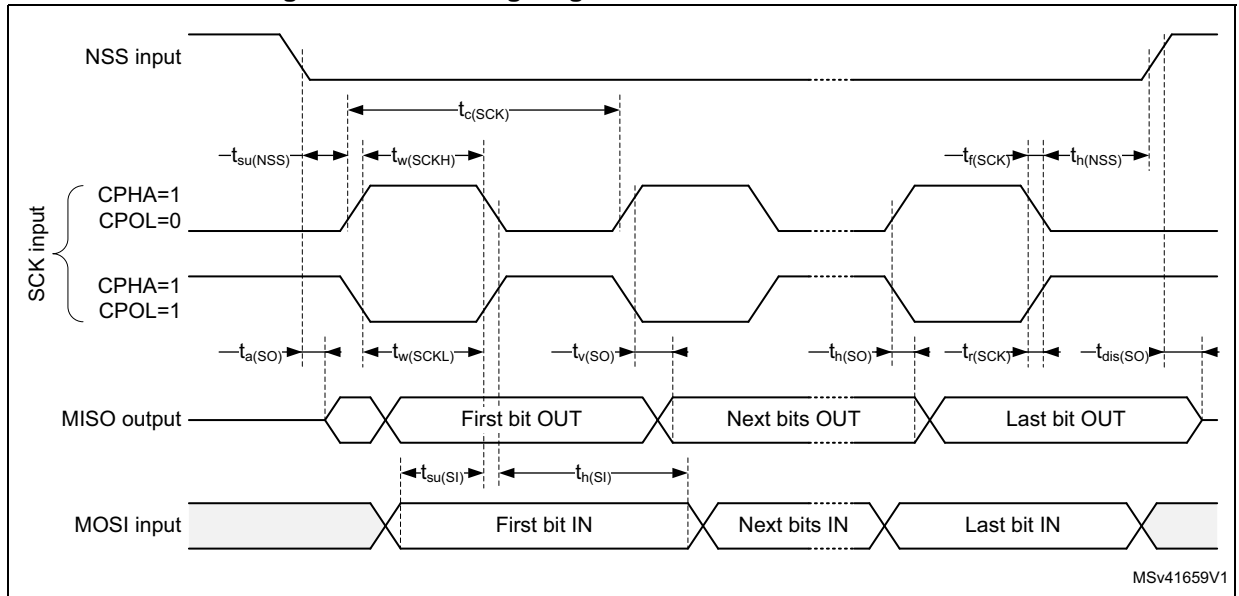 NSS input
tc(SCK)
tsu(NSS) tw(SCKH) tf(SCK) th(NSS)
SCK input
CPHA=1
CPOL=0
CPHA=1
CPOL=1
ta(SO) tw(SCKL) tv(SO) th(SO) tr(SCK) tdis(SO)
MISO output First bit OUT Next bits OUT Last bit OUT
tsu(SI) th(SI)
MOSI input First bit IN Next bits IN Last bit IN
MSv41659V1